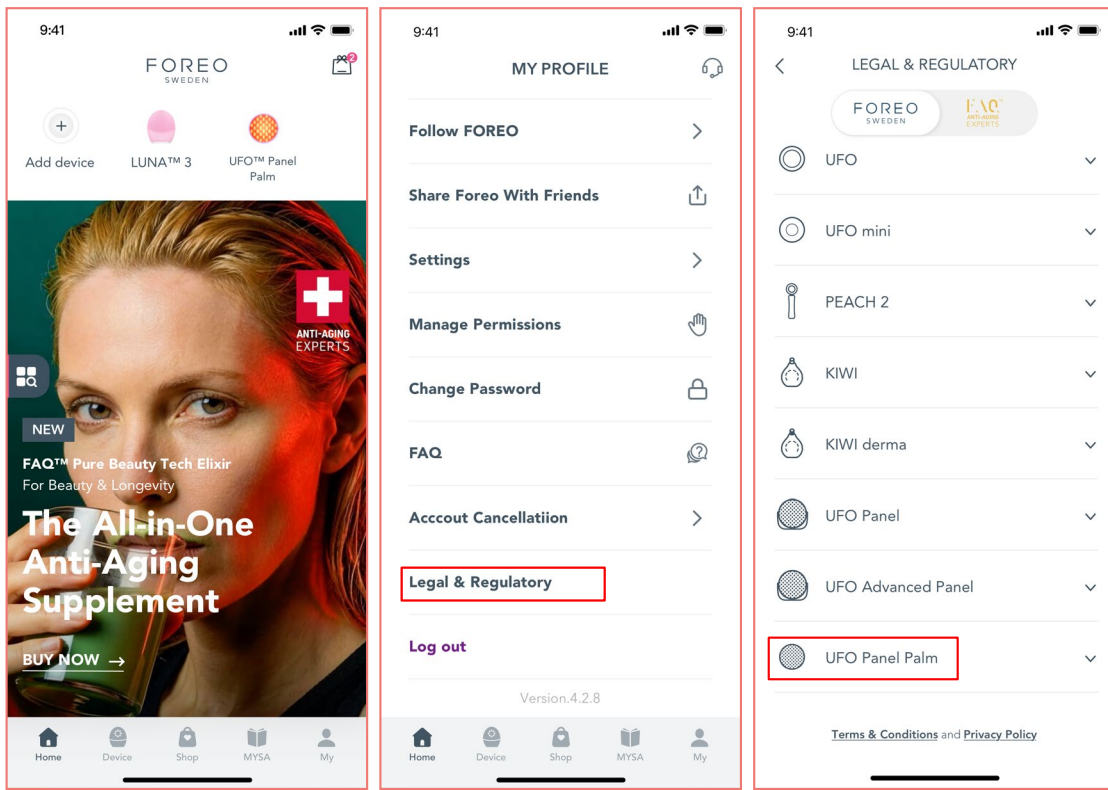 9:41
FOREO
SWEDEN
2
Add device
LUNA™ 3
UFO™ Panel
Palm
ANTI-AGING
EXPERTS
NEW
FAQ™ Pure Beauty Tech Elixir
For Beauty & Longevity
The All-in-One
Anti-Aging
Supplement
BUY NOW →
Home
Device
Shop
MYSA
My
9:41
MY PROFILE
Follow FOREO
Share Foreo With Friends
Settings
Manage Permissions
Change Password
FAQ
Acccout Cancellatiion
Legal & Regulatory
Log out
Version.4.2.8
Home
Device
Shop
MYSA
My
9:41
LEGAL & REGULATORY
FOREO
SWEDEN
FAQ™
ANTI-AGING
EXPERTS
UFO
UFO mini
PEACH 2
KIWI
KIWI derma
UFO Panel
UFO Advanced Panel
UFO Panel Palm
Terms & Conditions and Privacy Policy